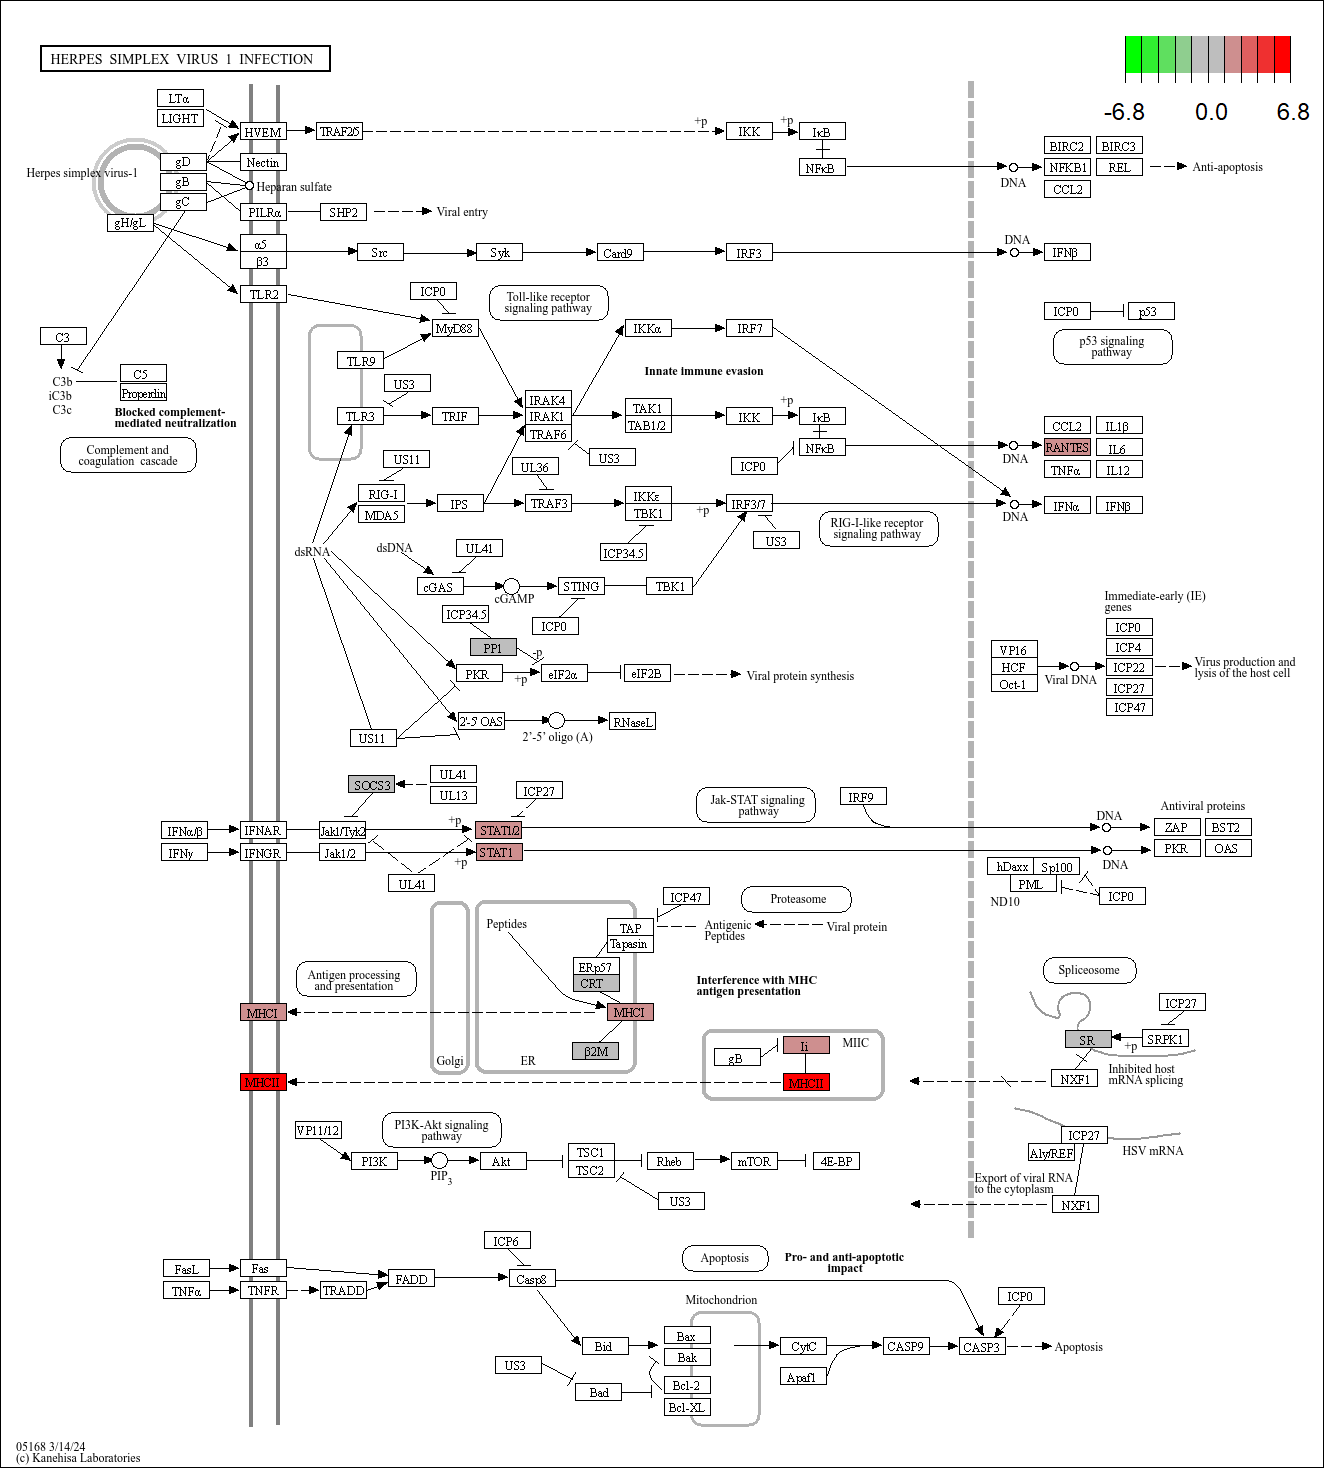 HERPES SIMPLEX VIRUS 1 INFECTION
-6.8 0.0 6.8
LTα
LIGHT
HVEM
TRAF2/5
+p
IKK
+p
IκB
NFκB
DNA
BIRC2
BIRC3
NFKB1
REL
CCL2
Anti-apoptosis
Herpes simplex virus-1
gD
gB
gC
gH/gL
Nectin
Heparan sulfate
PILRα
SHP2
Viral entry
α5
β3
Src
Syk
Card9
IRF3
DNA
IFNβ
TLR2
ICP0
Toll-like receptor
signaling pathway
MyD88
IKKα
IRF7
ICP0
p53
p53 signaling
pathway
C3
C3b
iC3b
C3c
C5
Properdin
Blocked complement-
mediated neutralization
Complement and
coagulation cascade
TLR9
US3
TLR3
TRIF
IRAK4
IRAK1
TRAF6
Innate immune evasion
TAK1
TAB1/2
IKK
+p
IκB
NFκB
ICP0
US3
DNA
CCL2
IL1β
RANTES
IL6
TNFα
IL12
US11
RIG-I
MDA5
IPS
UL36
TRAF3
IKKε
TBK1
+p
IRF3/7
ICP34.5
US3
RIG-I-like receptor
signaling pathway
DNA
IFNα
IFNβ
dsRNA
dsDNA
UL41
cGAS
cGAMP
STING
TBK1
ICP0
ICP34.5
PP1
-p
PKR
+p
eIF2α
eIF2B
Viral protein synthesis
2'-5' OAS
2'-5' oligo (A)
RNaseL
US11
Immediate-early (IE)
genes
VP16
HCF
Oct-1
Viral DNA
ICP0
ICP4
ICP22
ICP27
ICP47
Virus production and
lysis of the host cell
SOCS3
UL41
UL13
ICP27
Jak-STAT signaling
pathway
IRF9
IFNα/β
IFNAR
Jak1/Tyk2
+p
STAT1/2
IFNγ
IFNGR
Jak1/2
+p
STAT1
UL41
DNA
DNA
Antiviral proteins
ZAP
BST2
PKR
OAS
hDaxx
Sp100
PML
ND10
ICP0
ICP47
Proteasome
Peptides
TAP
Tapasin
Antigenic
Peptides
Viral protein
ERp57
CRT
Antigen processing
and presentation
Interference with MHC
antigen presentation
MHCI
MHCI
β2M
Golgi
ER
gB
Ii
MIIC
MHCII
MHCII
Spliceosome
ICP27
SR
+p
SRPK1
Inhibited host
mRNA splicing
NXF1
VP11/12
PI3K-Akt signaling
pathway
PI3K
PIP3
Akt
TSC1
TSC2
Rheb
mTOR
4E-BP
US3
ICP27
Aly/REF
HSV mRNA
Export of viral RNA
to the cytoplasm
NXF1
ICP6
Apoptosis
Pro- and anti-apoptotic
impact
FasL
Fas
FADD
Casp8
TNFα
TNFR
TRADD
Mitochondrion
ICP0
Bid
Bax
Bak
Bcl-2
Bcl-XL
US3
Bad
CytC
Apaf1
CASP9
CASP3
Apoptosis
05168 3/14/24
(c) Kanehisa Laboratories